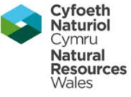 Cyfoeth
Naturiol
Cymru
Natural
Resources
Wales